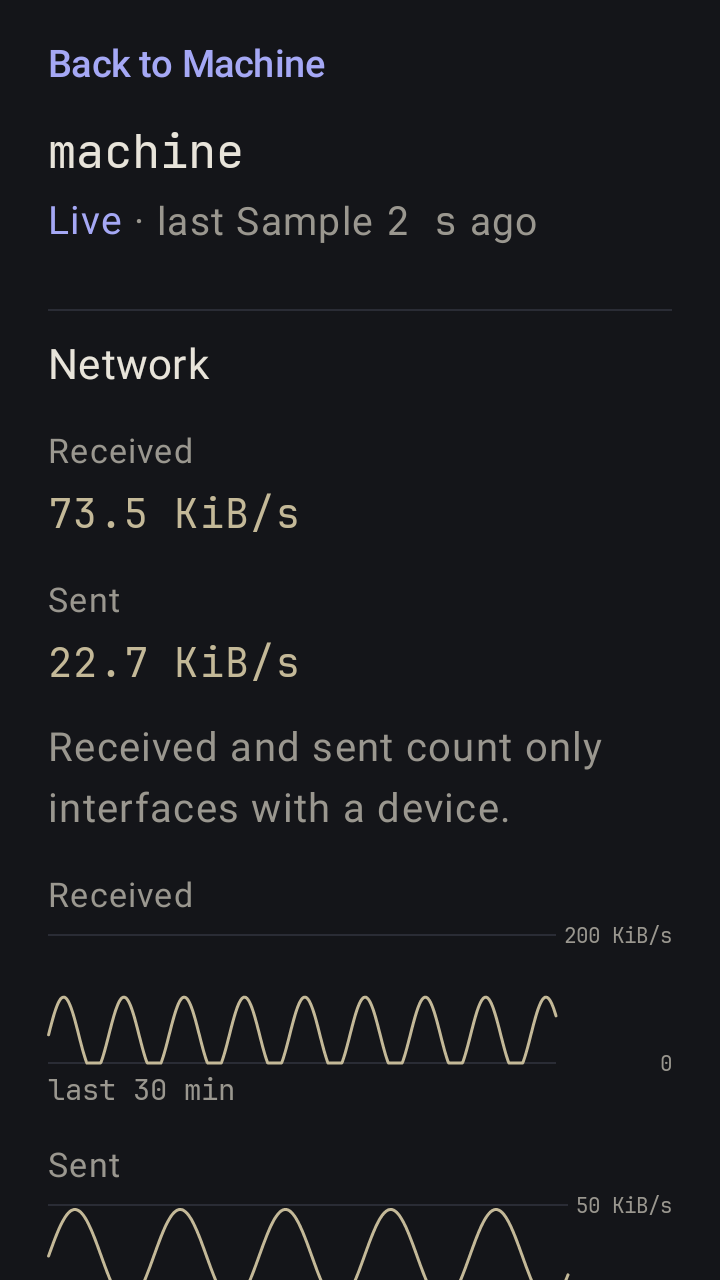 Back to Machine
machine
Live · last Sample 2 s ago
Network
Received
73.5 KiB/s
Sent
22.7 KiB/s
Received and sent count only
interfaces with a device.
Received
200 KiB/s
0
last 30 min
Sent
50 KiB/s